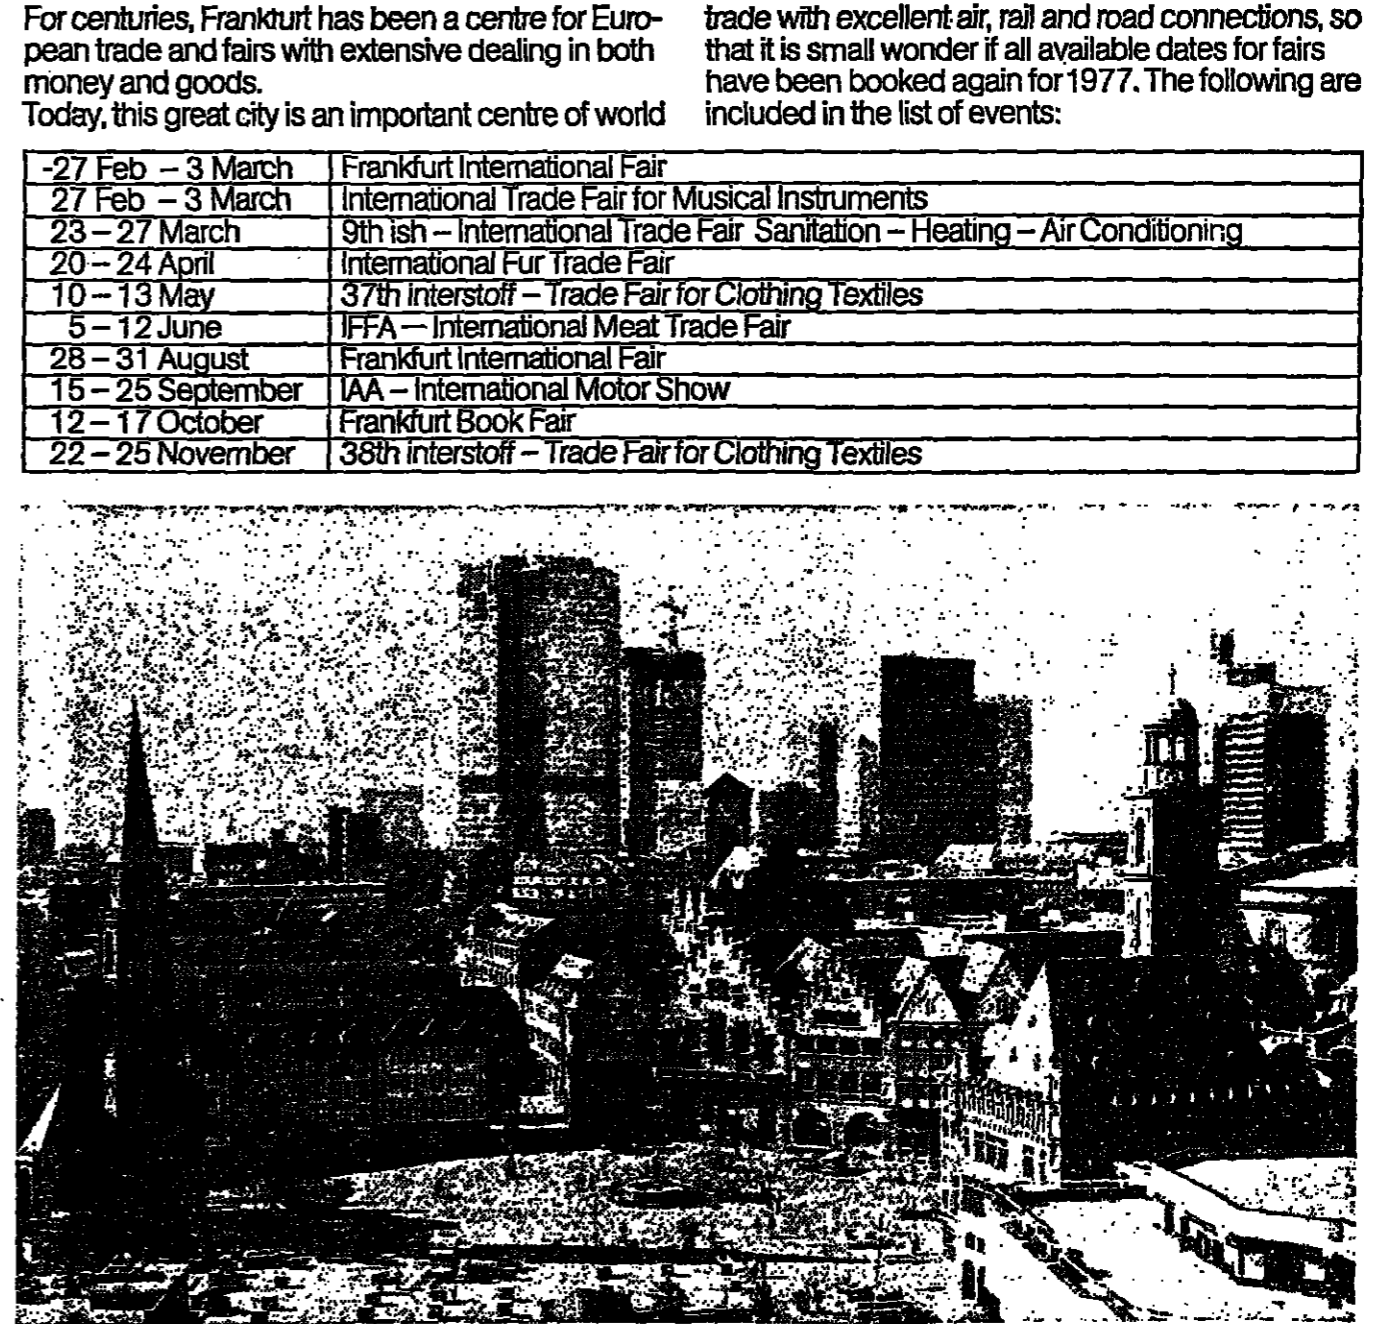 For centuries, Frankfurt has been a centre for Euro-
pean trade and fairs with extensive dealing in both
money and goods.
Today, this great city is an important centre of world
trade with excellent air, rail and road connections, so
that it is small wonder if all available dates for fairs
have been booked again for 1977. The following are
included in the list of events:
-27 Feb – 3 March Frankfurt International Fair
27 Feb – 3 March International Trade Fair for Musical Instruments
23 – 27 March 9th ish – International Trade Fair Sanitation – Heating – Air Conditioning
20 – 24 April International Fur Trade Fair
10 – 13 May 37th interstoff – Trade Fair for Clothing Textiles
5 – 12 June IFFA – International Meat Trade Fair
28 – 31 August Frankfurt International Fair
15 – 25 September IAA – International Motor Show
12 – 17 October Frankfurt Book Fair
22 – 25 November 38th interstoff – Trade Fair for Clothing Textiles